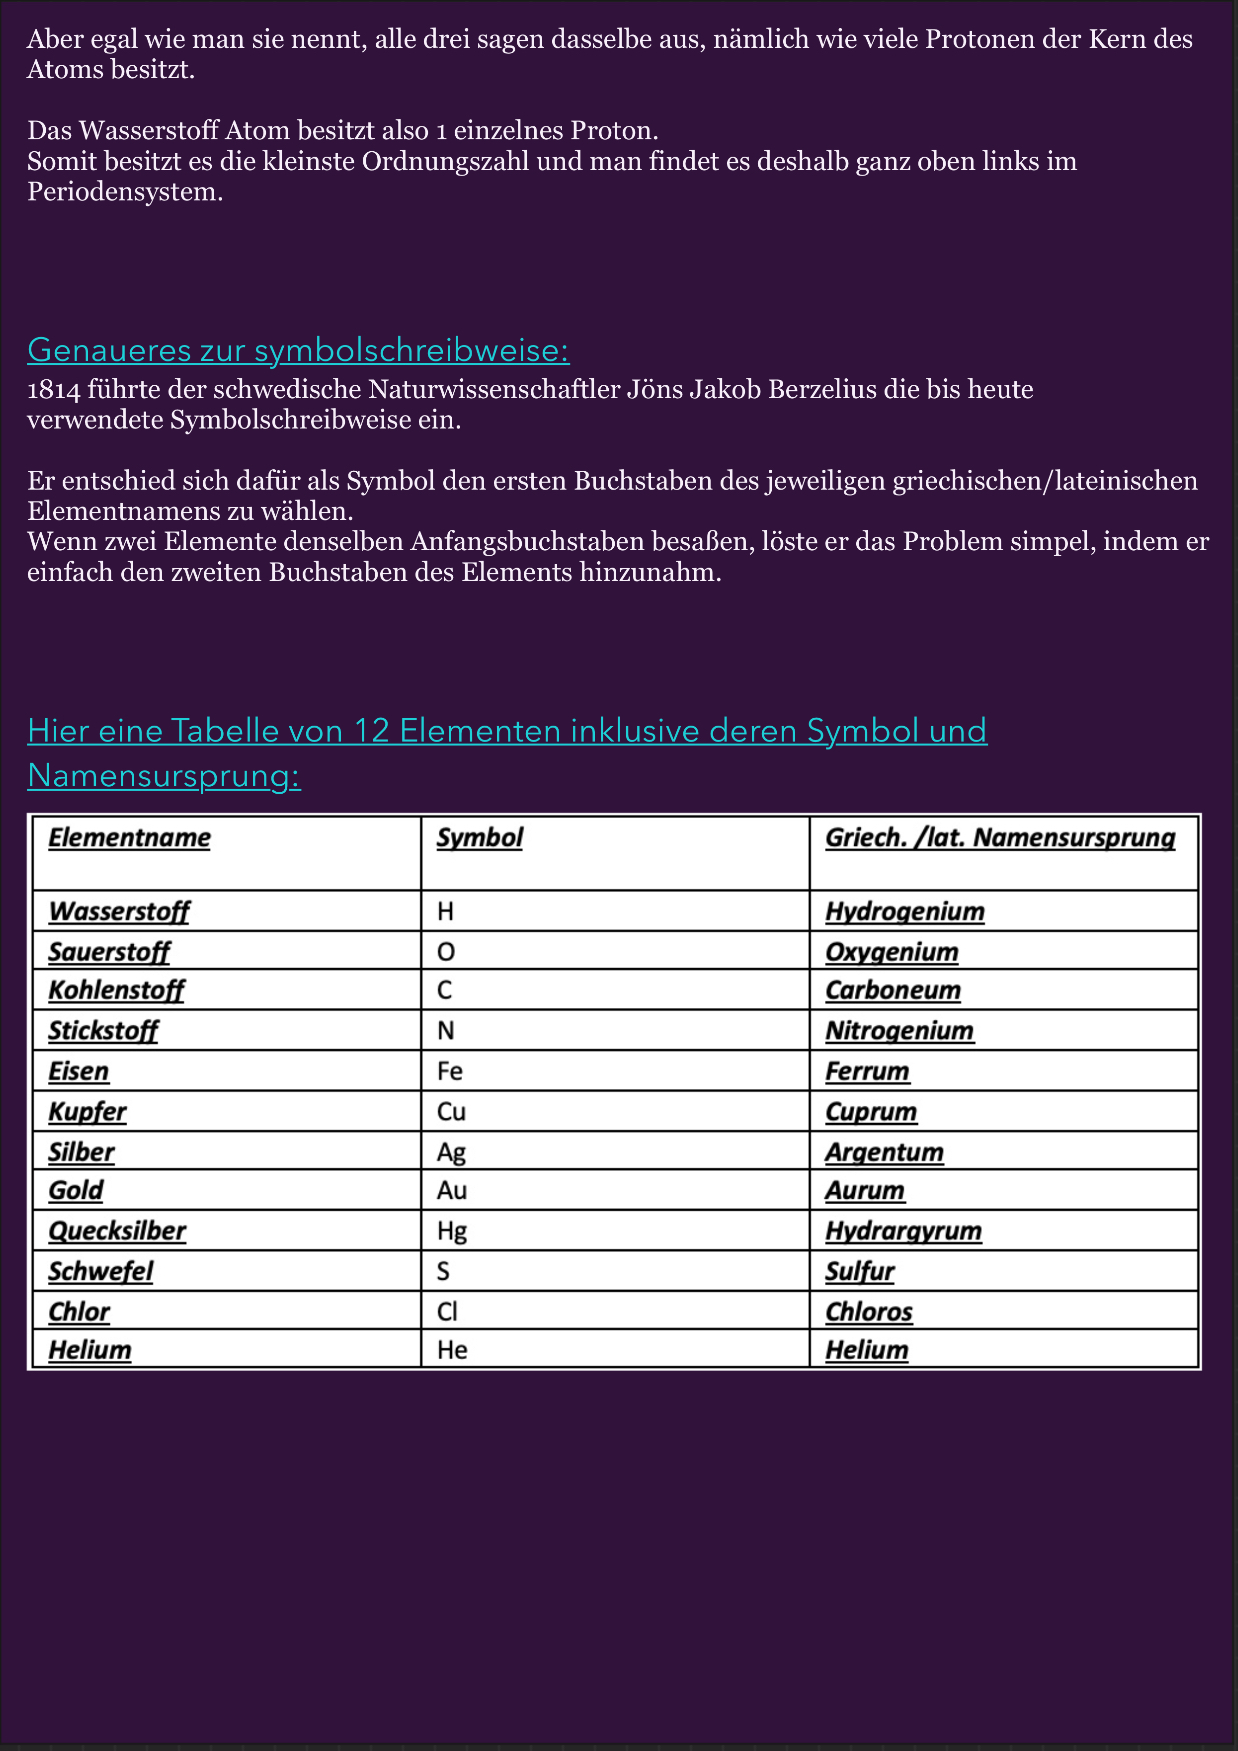 Aber egal wie man sie nennt, alle drei sagen dasselbe aus, nämlich wie viele Protonen der Kern des
Atoms besitzt.
Das Wasserstoff Atom besitzt also 1 einzelnes Proton.
Somit besitzt es die kleinste Ordnungszahl und man findet es deshalb ganz oben links im
Periodensystem.
Genaueres zur symbolschreibweise:
1814 führte der schwedische Naturwissenschaftler Jöns Jakob Berzelius die bis heute
verwendete Symbolschreibweise ein.
Er entschied sich dafür als Symbol den ersten Buchstaben des jeweiligen griechischen/lateinischen
Elementnamens zu wählen.
Wenn zwei Elemente denselben Anfangsbuchstaben besaßen, löste er das Problem simpel, indem er
einfach den zweiten Buchstaben des Elements hinzunahm.
Hier eine Tabelle von 12 Elementen inklusive deren Symbol und
Namensursprung:
Elementname Symbol Griech. /lat. Namensursprung
Wasserstoff H Hydrogenium
Sauerstoff O Oxygenium
Kohlenstoff C Carboneum
Stickstoff N Nitrogenium
Eisen Fe Ferrum
Kupfer Cu Cuprum
Silber Ag Argentum
Gold Au Aurum
Quecksilber Hg Hydrargyrum
Schwefel S Sulfur
Chlor Cl Chloros
Helium He Helium